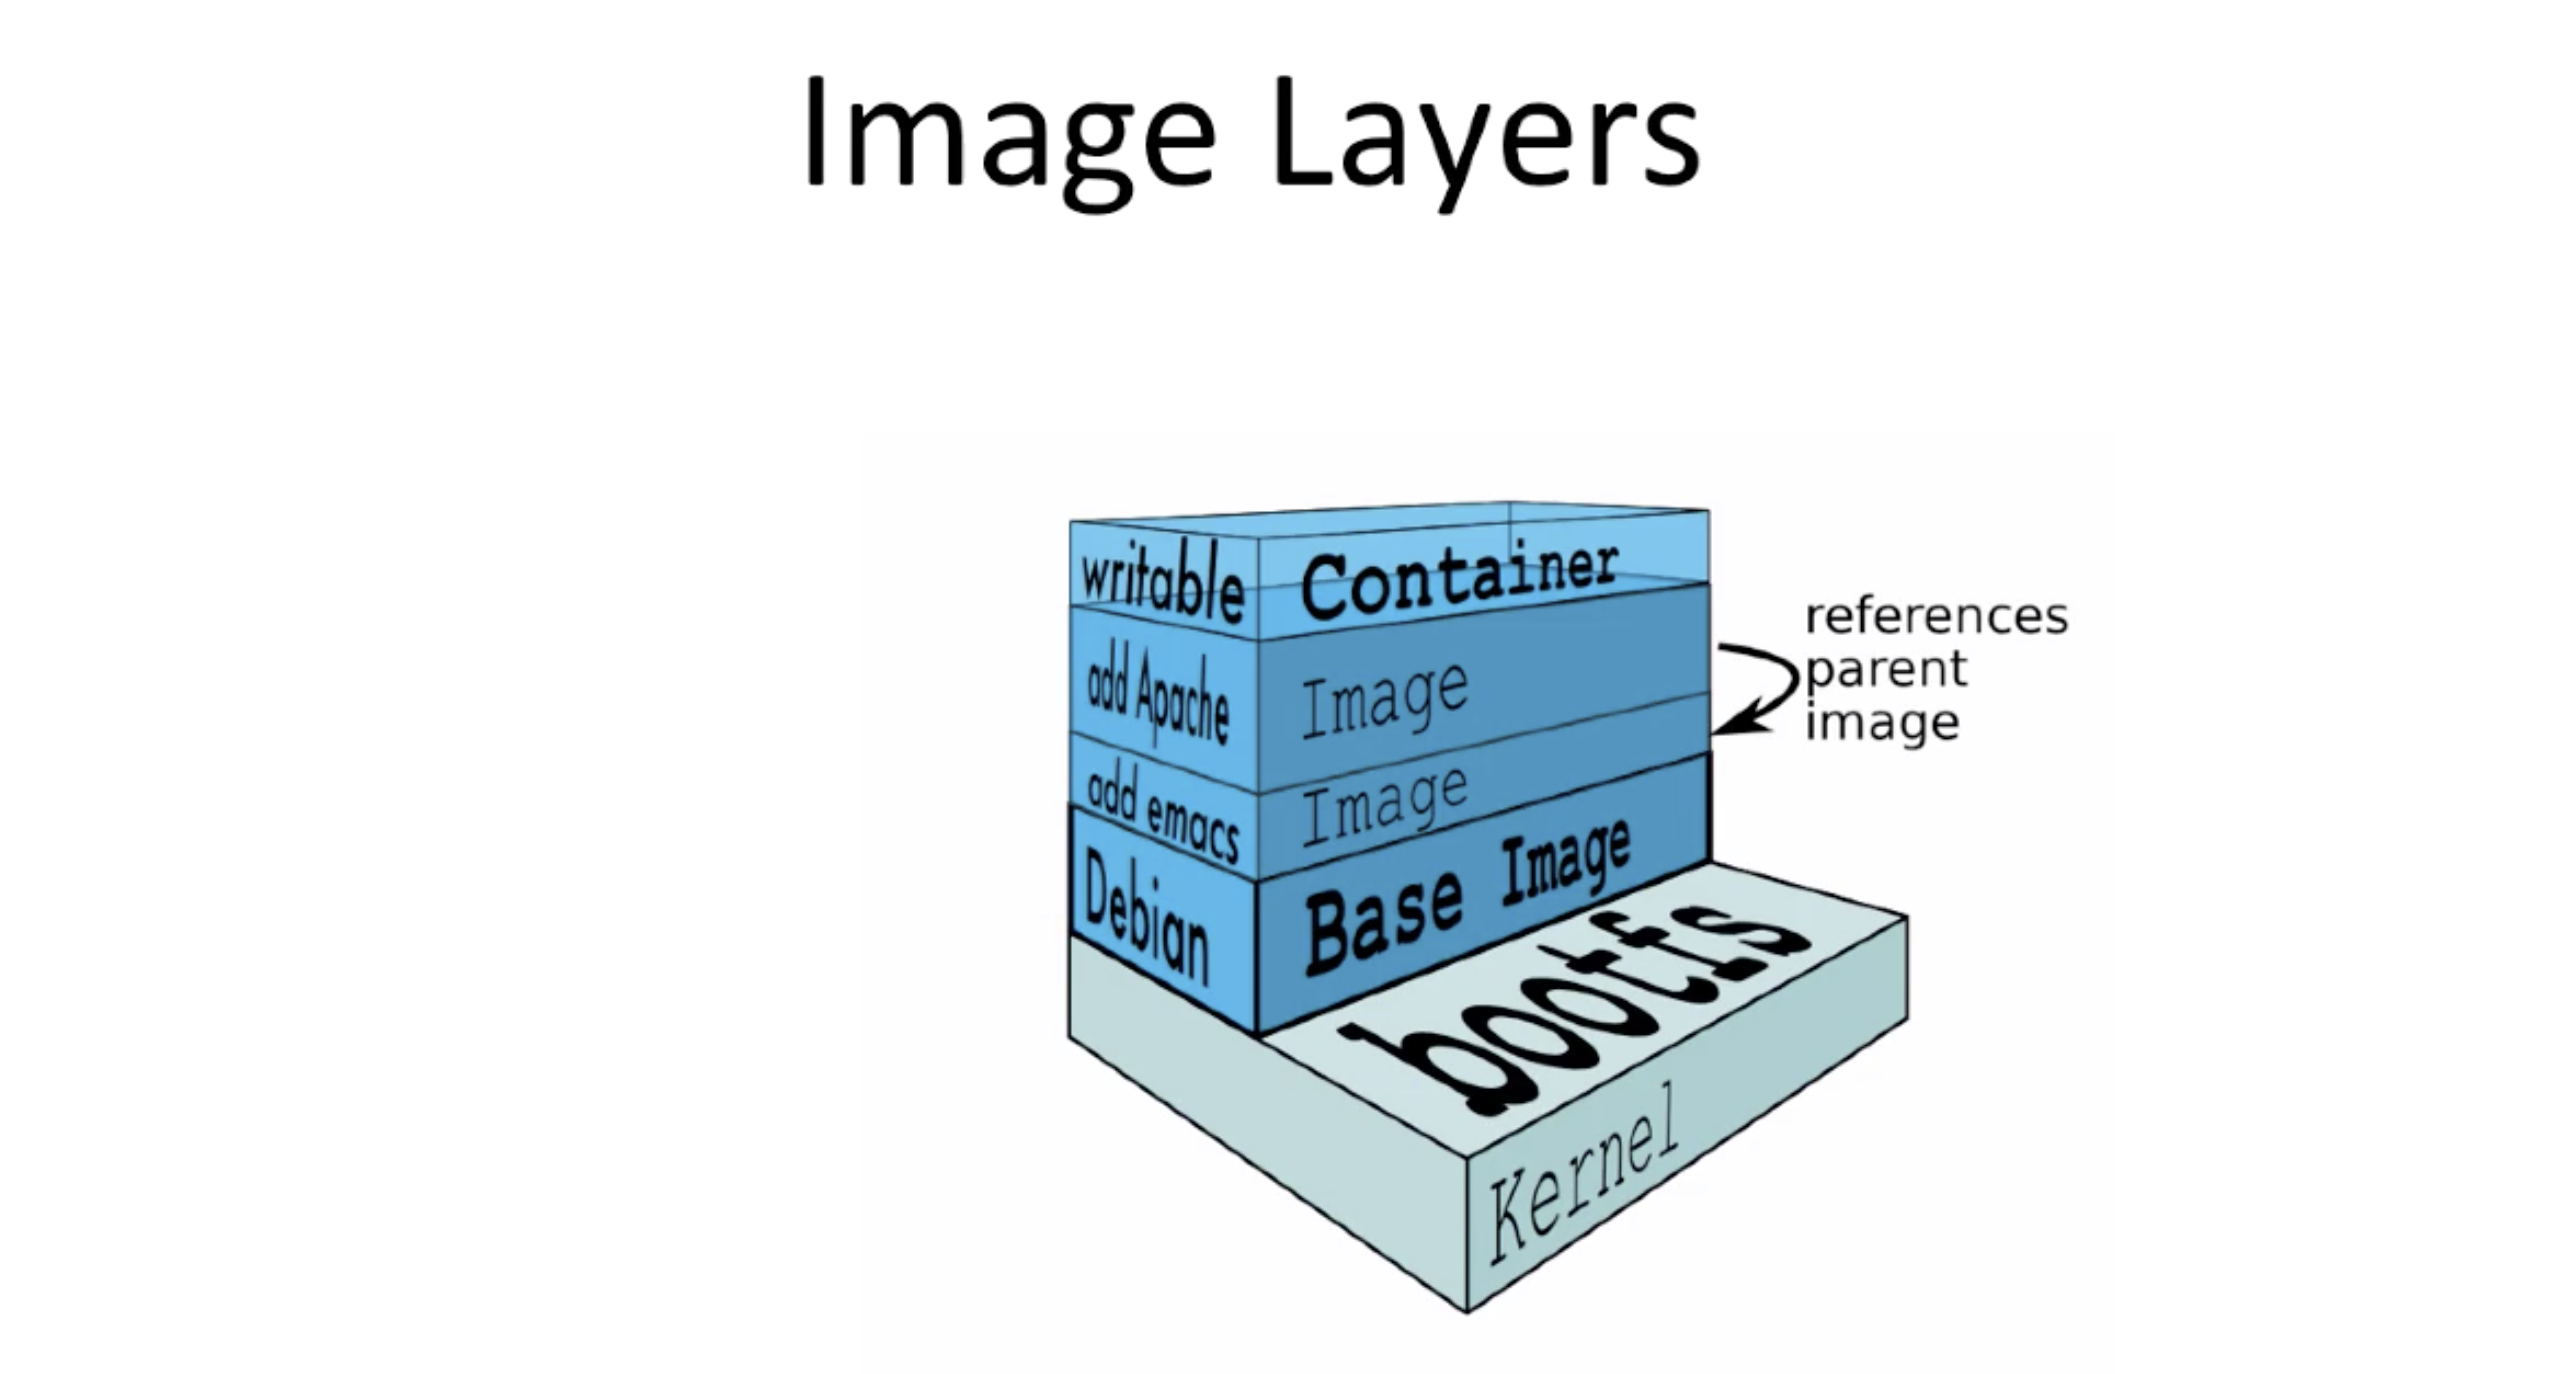 Image Layers
writable Container
add Apache Image
references
parent
image
add emacs Image
Debian Base Image
bootfs
Kernel